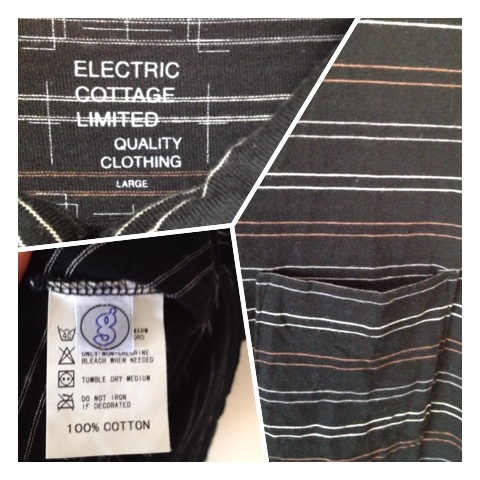 ELECTRIC
COTTAGE
LIMITED
QUALITY
CLOTHING
LARGE
g
ONLY NON-CHLORINE
BLEACH WHEN NEEDED
TUMBLE DRY MEDIUM
DO NOT IRON
IF DECORATED
100% COTTON